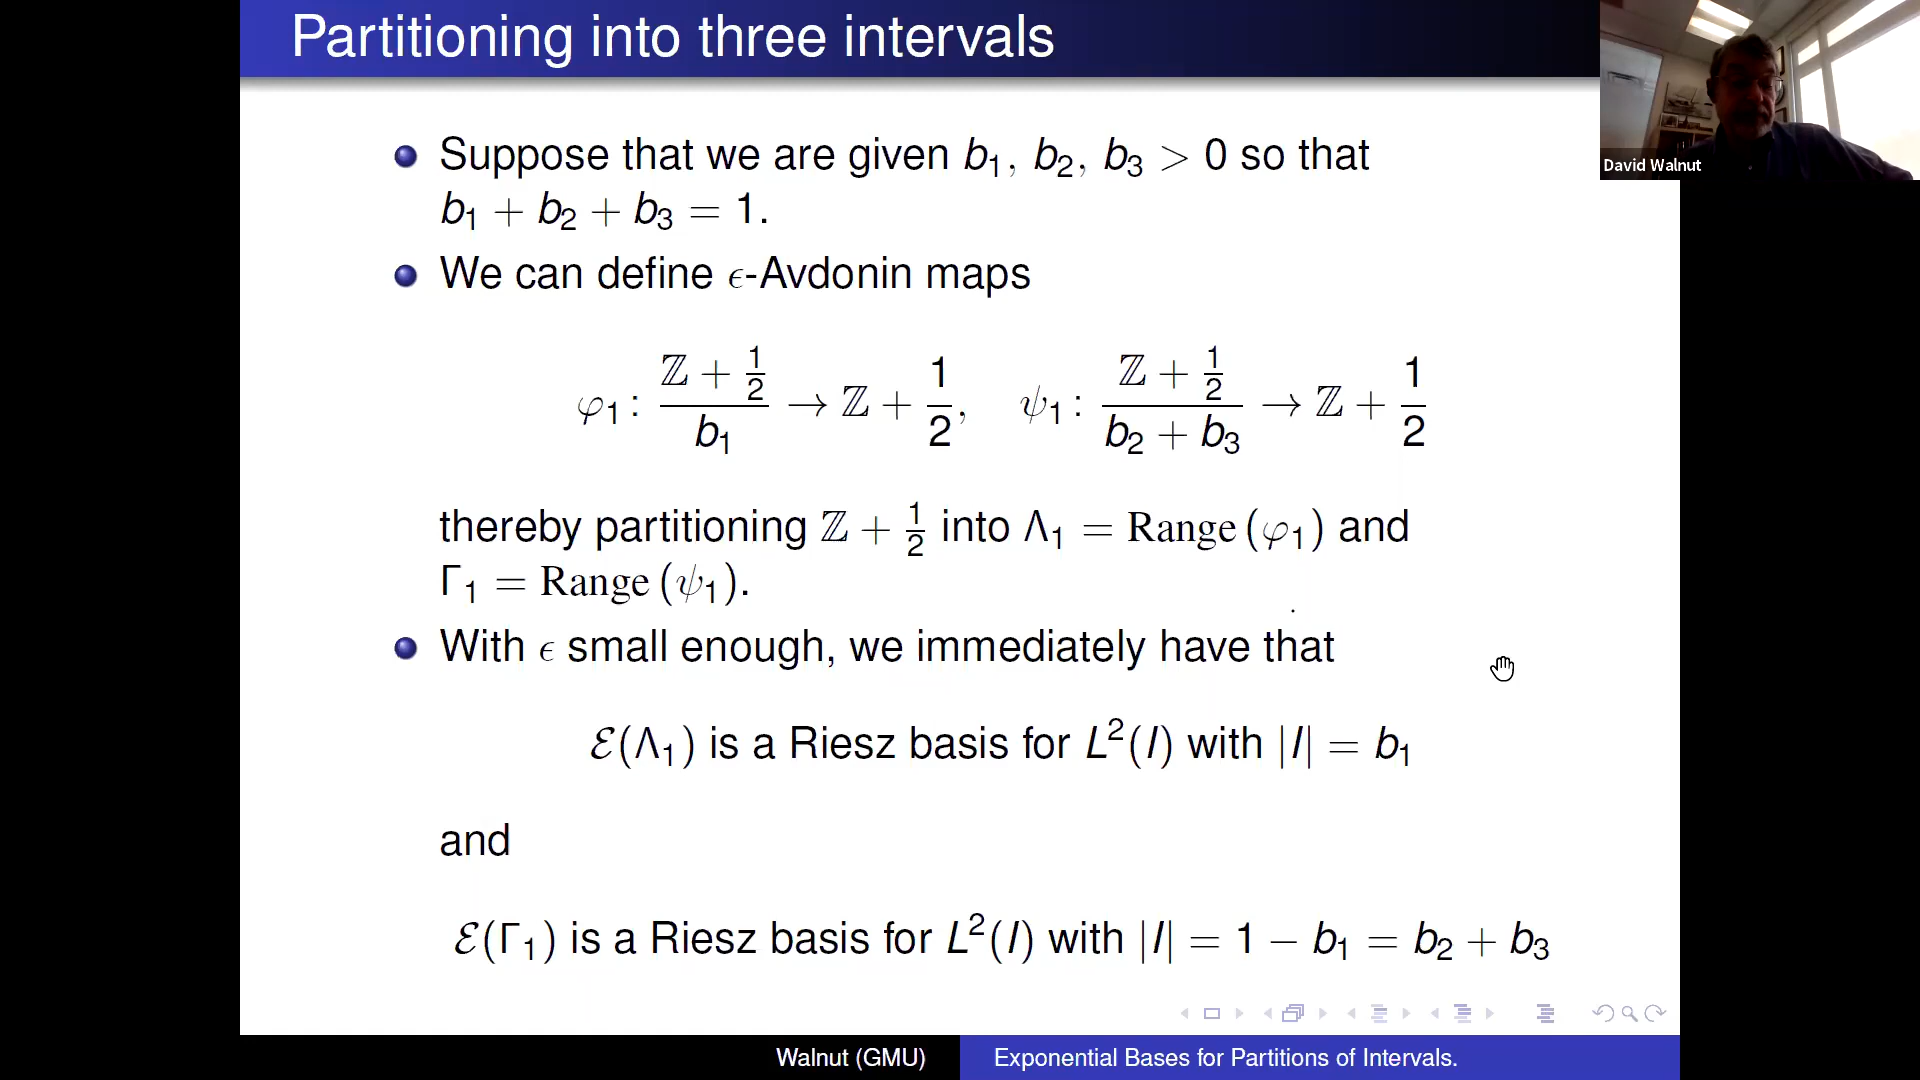 Partitioning into three intervals
David Walnut
Suppose that we are given b₁, b₂, b₃ > 0 so that
b₁ + b₂ + b₃ = 1.
We can define ϵ-Avdonin maps
φ₁ : (ℤ + 1/2)/b₁ → ℤ + 1/2, ψ₁ : (ℤ + 1/2)/(b₂ + b₃) → ℤ + 1/2
thereby partitioning ℤ + 1/2 into Λ₁ = Range (φ₁) and
Γ₁ = Range (ψ₁).
With ϵ small enough, we immediately have that
ℰ(Λ₁) is a Riesz basis for L²(I) with |I| = b₁
and
ℰ(Γ₁) is a Riesz basis for L²(I) with |I| = 1 − b₁ = b₂ + b₃
Walnut (GMU) Exponential Bases for Partitions of Intervals.